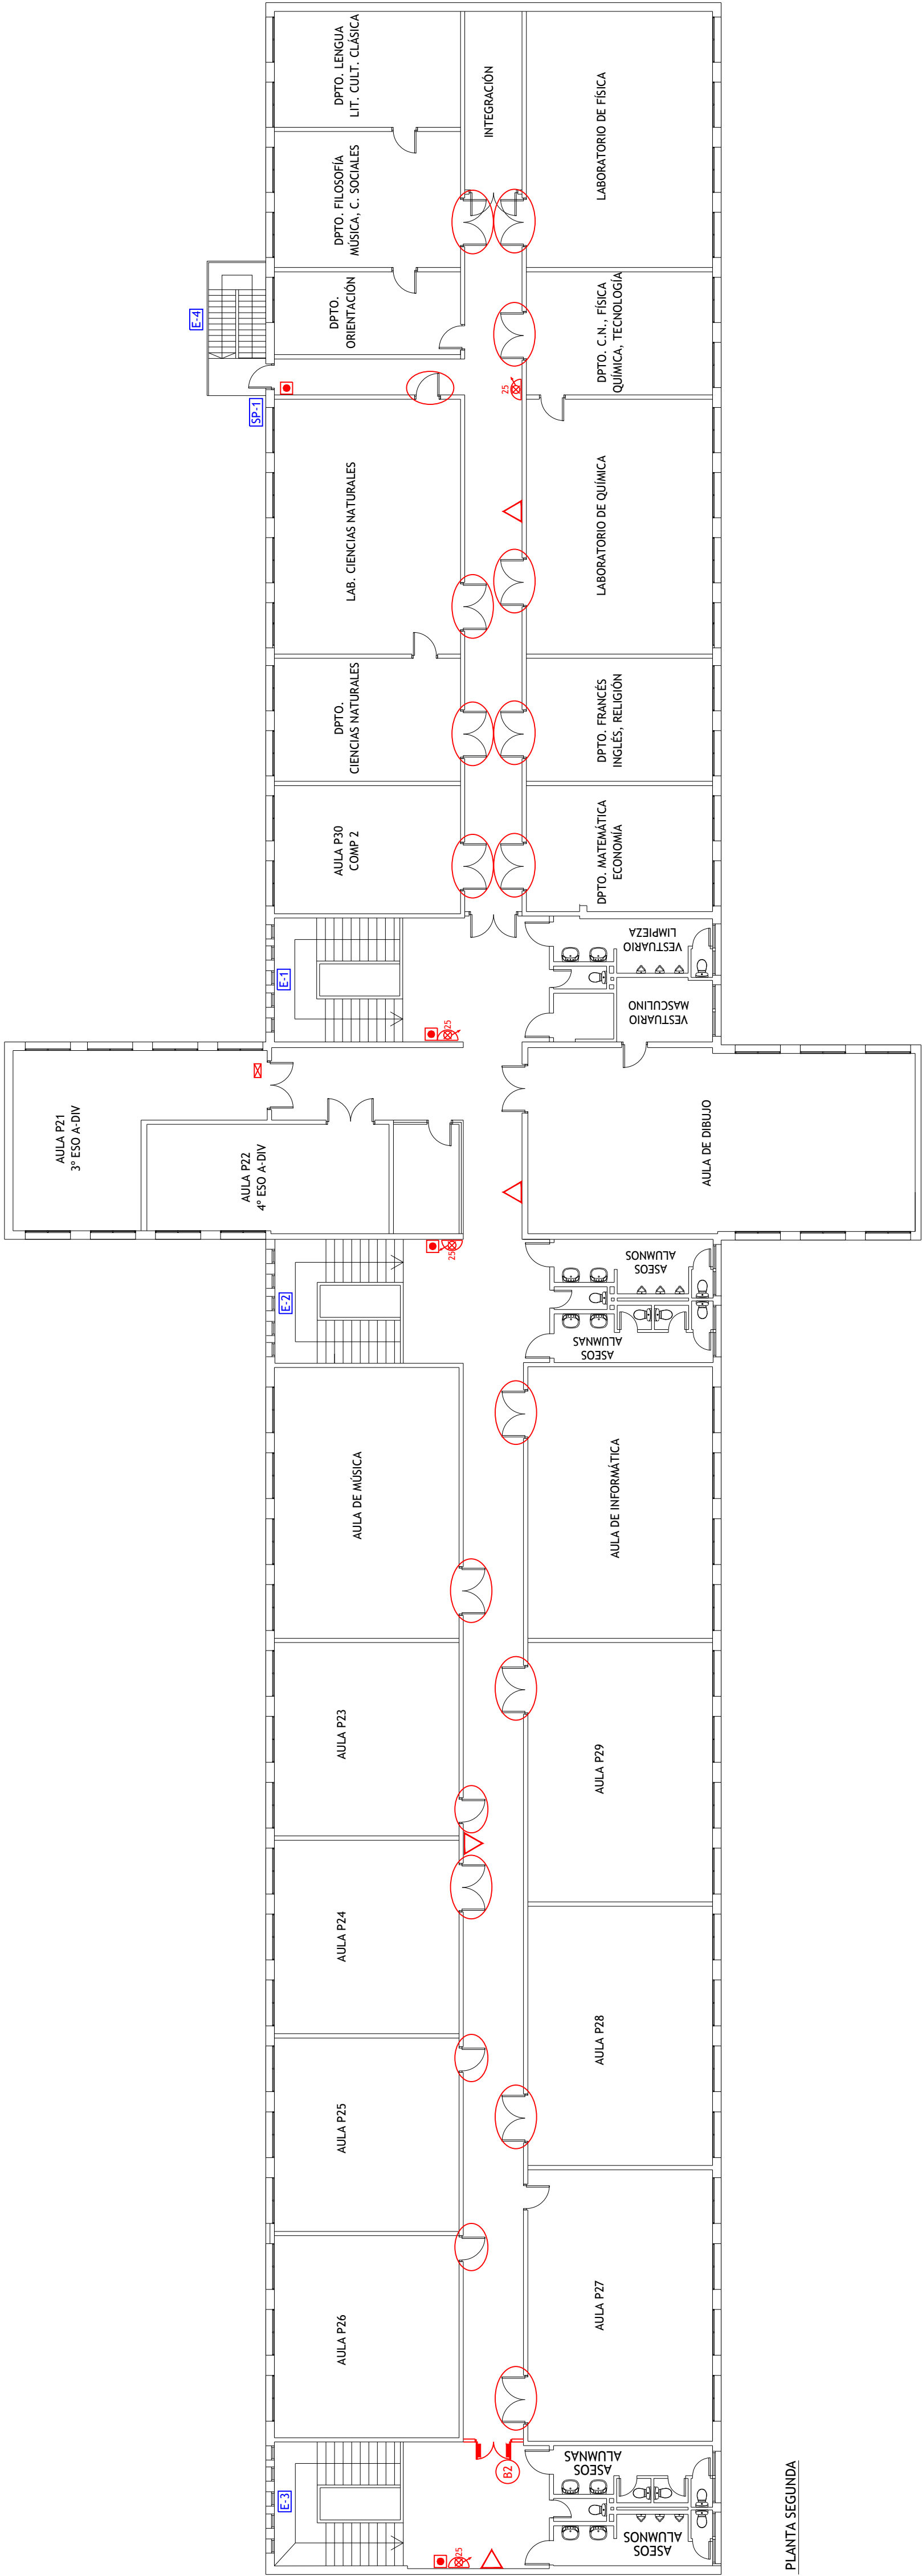 DPTO. LENGUA
LIT. CULT. CLÁSICA
INTEGRACIÓN
LABORATORIO DE FÍSICA
DPTO. FILOSOFÍA
MÚSICA, C. SOCIALES
E-4
DPTO.
ORIENTACIÓN
DPTO. C.N., FÍSICA
QUÍMICA, TECNOLOGÍA
SP-1
25
LAB. CIENCIAS NATURALES
LABORATORIO DE QUÍMICA
DPTO.
CIENCIAS NATURALES
DPTO. FRANCÉS
INGLÉS, RELIGIÓN
AULA P30
COMP 2
DPTO. MATEMÁTICA
ECONOMÍA
E-1
25
VESTUARIO
LIMPIEZA
VESTUARIO
MASCULINO
AULA P21
3º ESO A-DIV
AULA P22
4º ESO A-DIV
AULA DE DIBUJO
E-2
25
ASEOS
ALUMNOS
ASEOS
ALUMNAS
AULA DE MÚSICA
AULA DE INFORMÁTICA
AULA P23
AULA P29
AULA P24
AULA P28
AULA P25
AULA P26
AULA P27
E-3
B2
25
ASEOS
ALUMNAS
ASEOS
ALUMNOS
PLANTA SEGUNDA